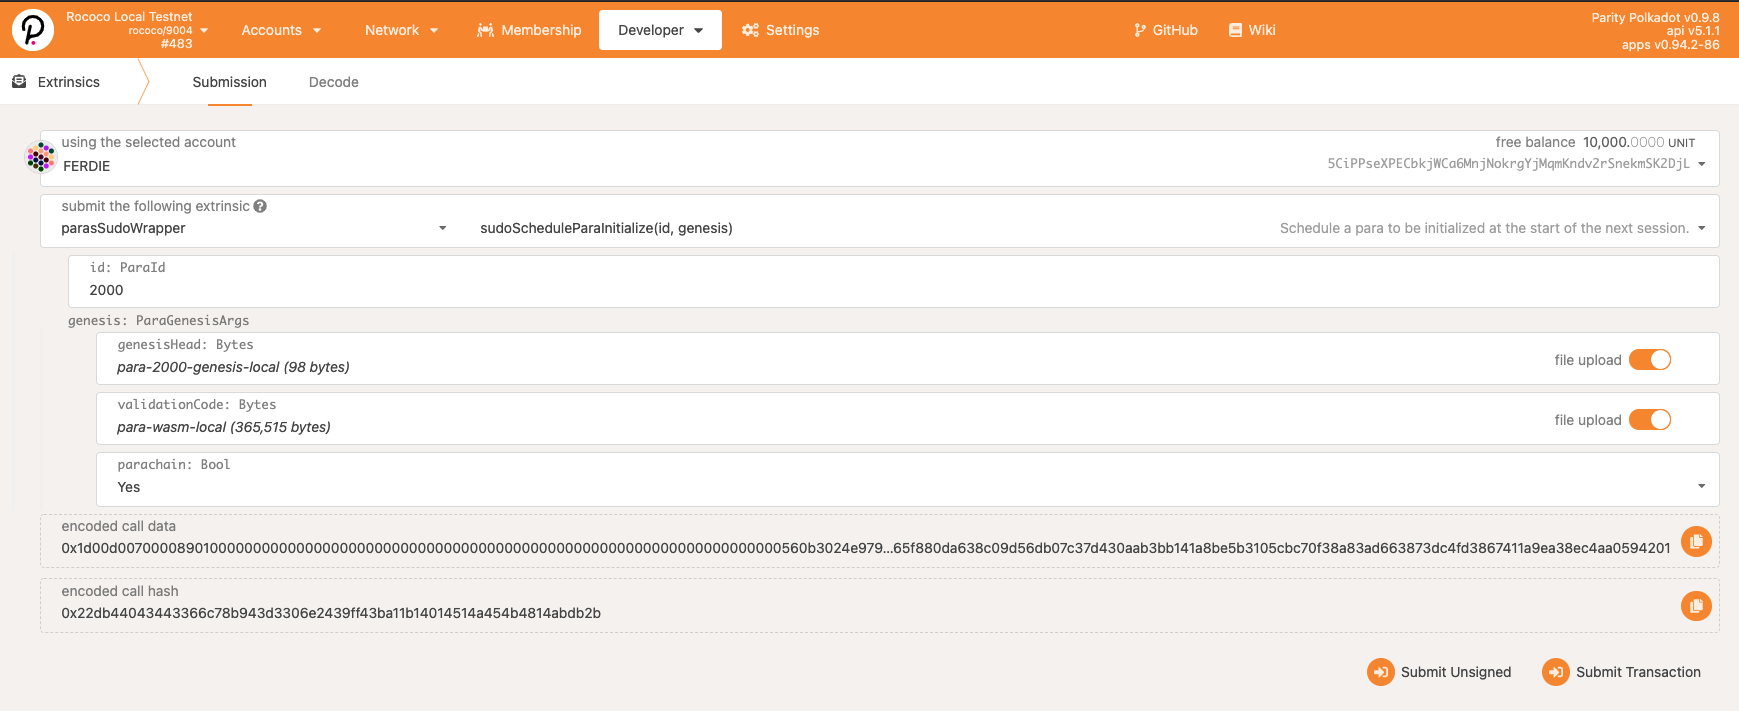 Rococo Local Testnet
rococo/9004
#483
Accounts
Network
Membership
Developer
Settings
GitHub
Wiki
Parity Polkadot v0.9.8
api v5.1.1
apps v0.94.2-86
Extrinsics
Submission
Decode
using the selected account
FERDIE
free balance 10,000.0000 UNIT
5CiPPseXPECbkjWCa6MnjNokrgYjMqmKndv2rSnekmSK2DjL
submit the following extrinsic
parasSudoWrapper
sudoScheduleParaInitialize(id, genesis)
Schedule a para to be initialized at the start of the next session.
id: ParaId
2000
genesis: ParaGenesisArgs
genesisHead: Bytes
para-2000-genesis-local (98 bytes)
file upload
validationCode: Bytes
para-wasm-local (365,515 bytes)
file upload
parachain: Bool
Yes
encoded call data
encoded call hash
0x22db44043443366c78b943d3306e2439ff43ba11b14014514a454b4814abdb2b
Submit Unsigned
Submit Transaction